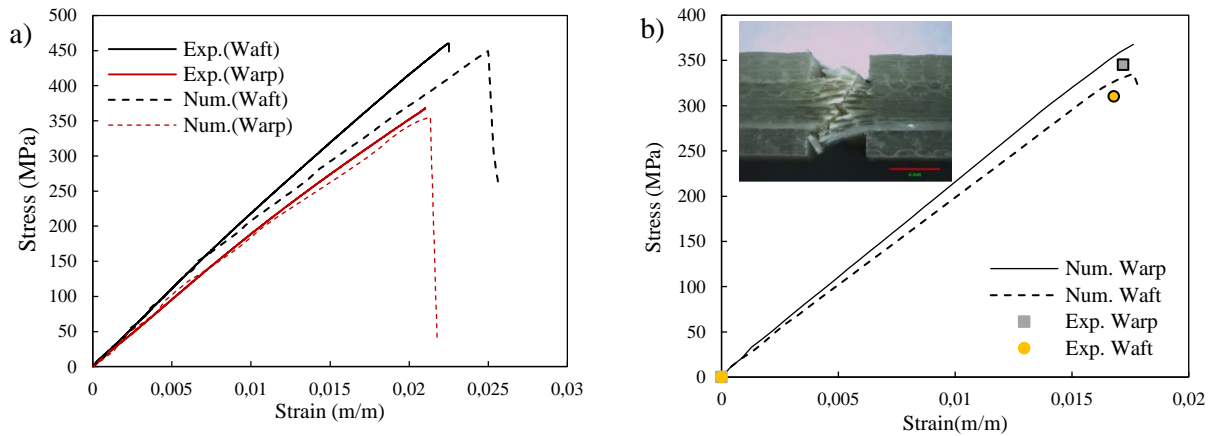 a)
500
450
400
350
300
250
200
150
100
50
0
Stress (MPa)
Exp.(Waft)
Exp.(Warp)
Num.(Waft)
Num.(Warp)
0 0,005 0,01 0,015 0,02 0,025 0,03
Strain (m/m)
b)
400
350
300
250
200
150
100
50
0
Stress (MPa)
4 mm
Num. Warp
Num. Waft
Exp. Warp
Exp. Waft
0 0,005 0,01 0,015 0,02
Strain(m/m)